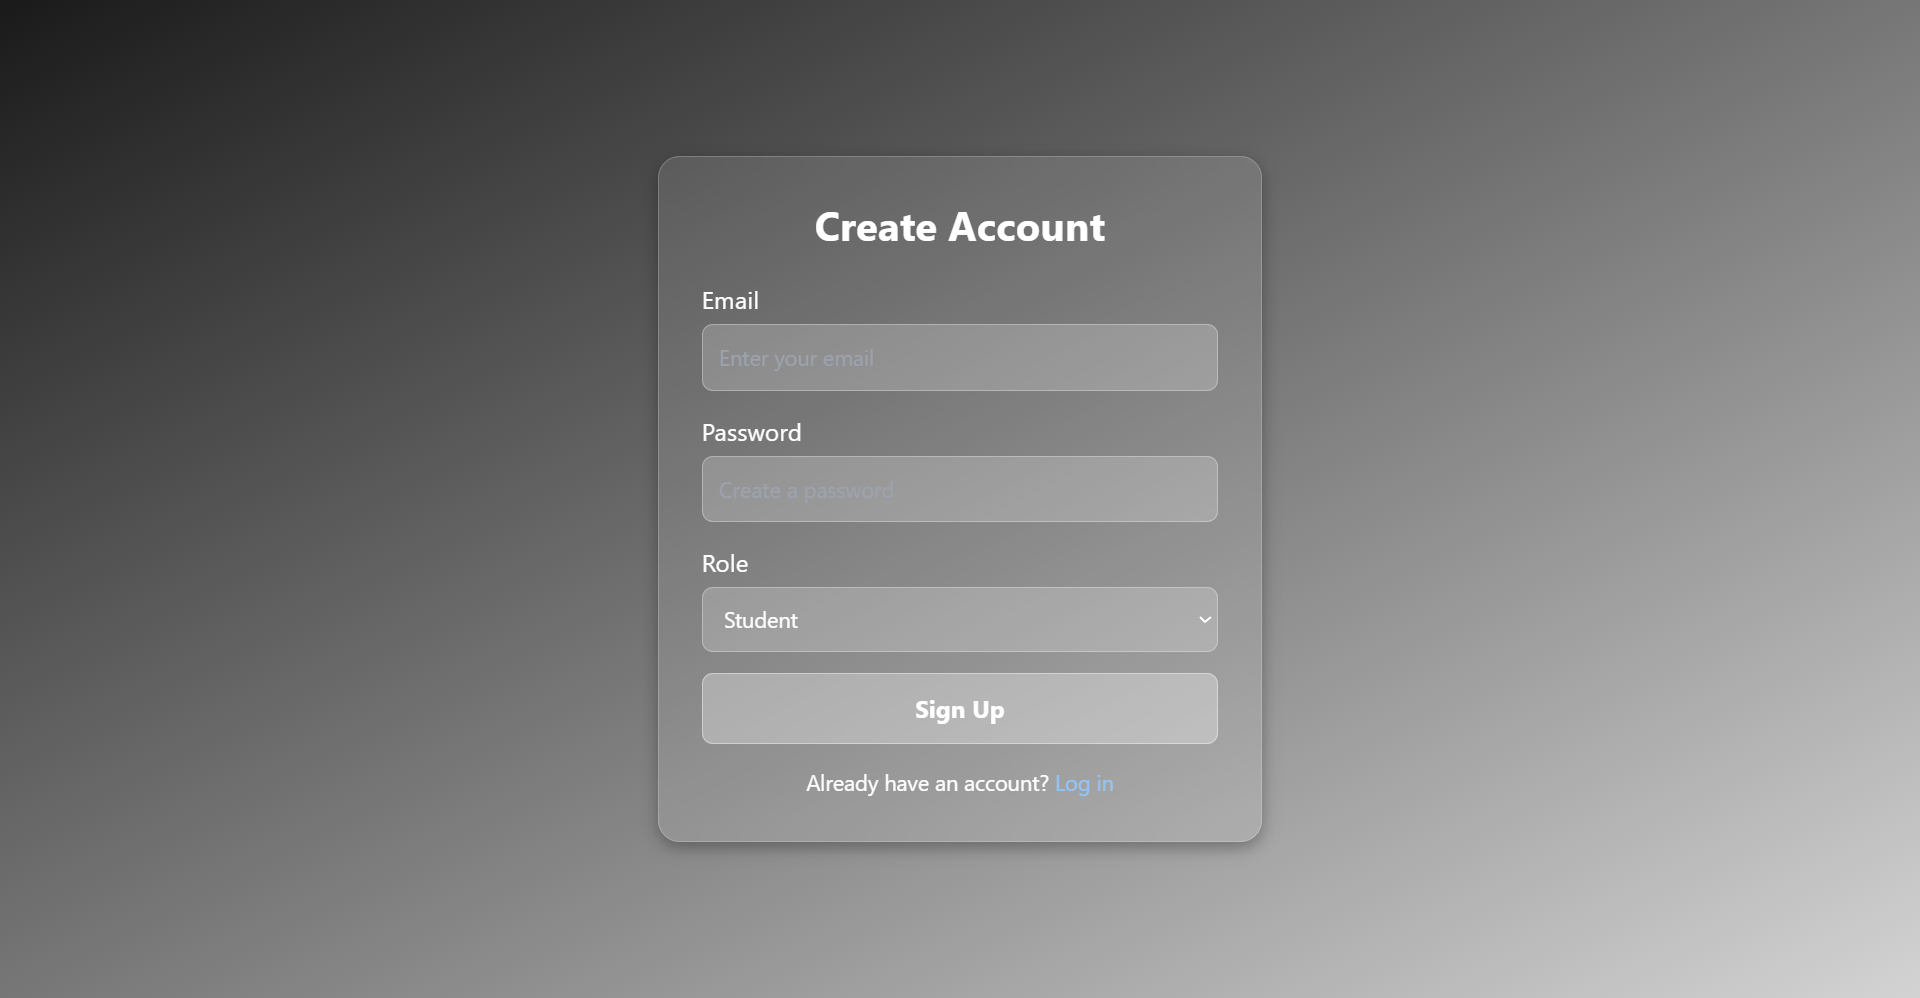 Create Account
Email
Enter your email
Password
Create a password
Role
Student
Sign Up
Already have an account? Log in